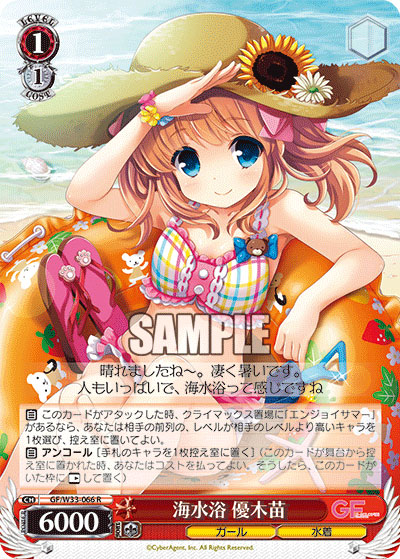 LEVEL
1
1
COST
SAMPLE
晴れましたね～。凄く暑いです。
人もいっぱいで、海水浴って感じですね
自 このカードがアタックした時、クライマックス置場に「エンジョイサマー」
があるなら、あなたは相手の前列の、レベルが相手のレベルより高いキャラを
1枚選び、控え室に置いてよい。
自 アンコール [手札のキャラを1枚控え室に置く] (このカードが舞台から控え
室に置かれた時、あなたはコストを払ってよい。そうしたら、このカードが
いた枠に置く)
CH GF/W33-066 R
6000
海水浴 優木苗
GF
ガール
水着
©CyberAgent, Inc. All Rights Reserved.